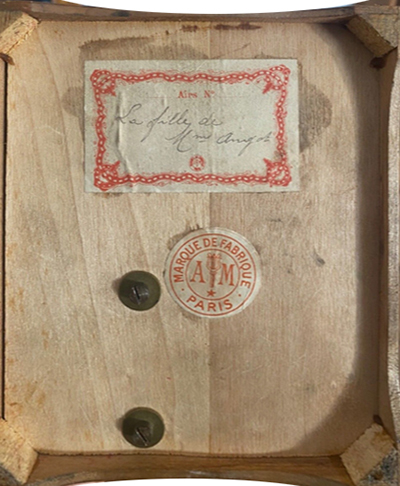 Airs N°
La fille de
Mme Angot
MARQUE DE FABRIQUE
A M
PARIS